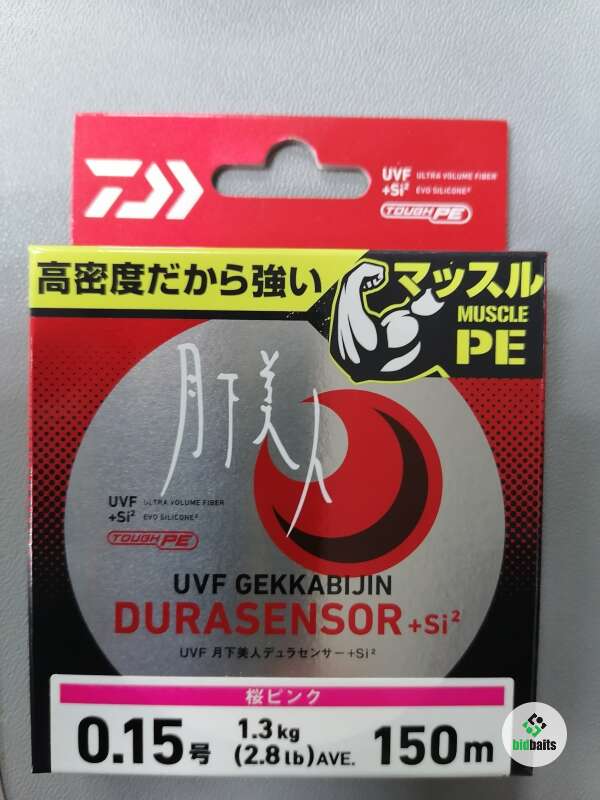 UVF ULTRA VOLUME FIBER
+Si² EVO SILICONE²
TOUGH PE
高密度だから強い
マッスル
MUSCLE
PE
月下美人
UVF ULTRA VOLUME FIBER
+Si² EVO SILICONE²
TOUGH PE
UVF GEKKABIJIN
DURASENSOR +Si²
UVF 月下美人デュラセンサー+Si²
桜ピンク
0.15号 1.3kg (2.8lb) AVE. 150m
bidbaits